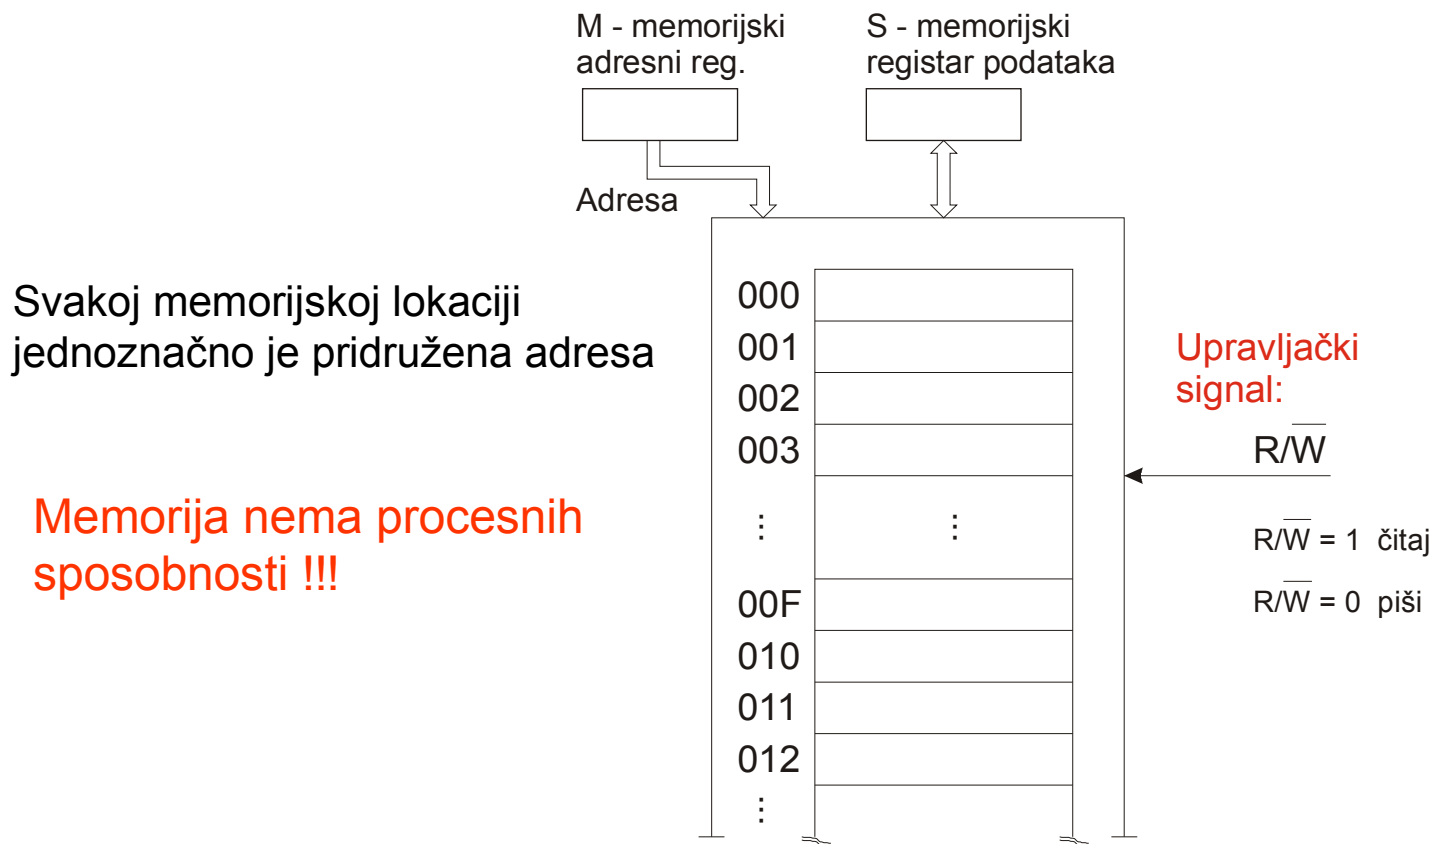 M - memorijski
adresni reg.
S - memorijski
registar podataka
Adresa
Svakoj memorijskoj lokaciji
jednoznačno je pridružena adresa
Memorija nema procesnih
sposobnosti !!!
000
001
002
003
⋮ ⋮
00F
010
011
012
⋮
Upravljački
signal:
R/W̅
R/W̅ = 1 čitaj
R/W̅ = 0 piši